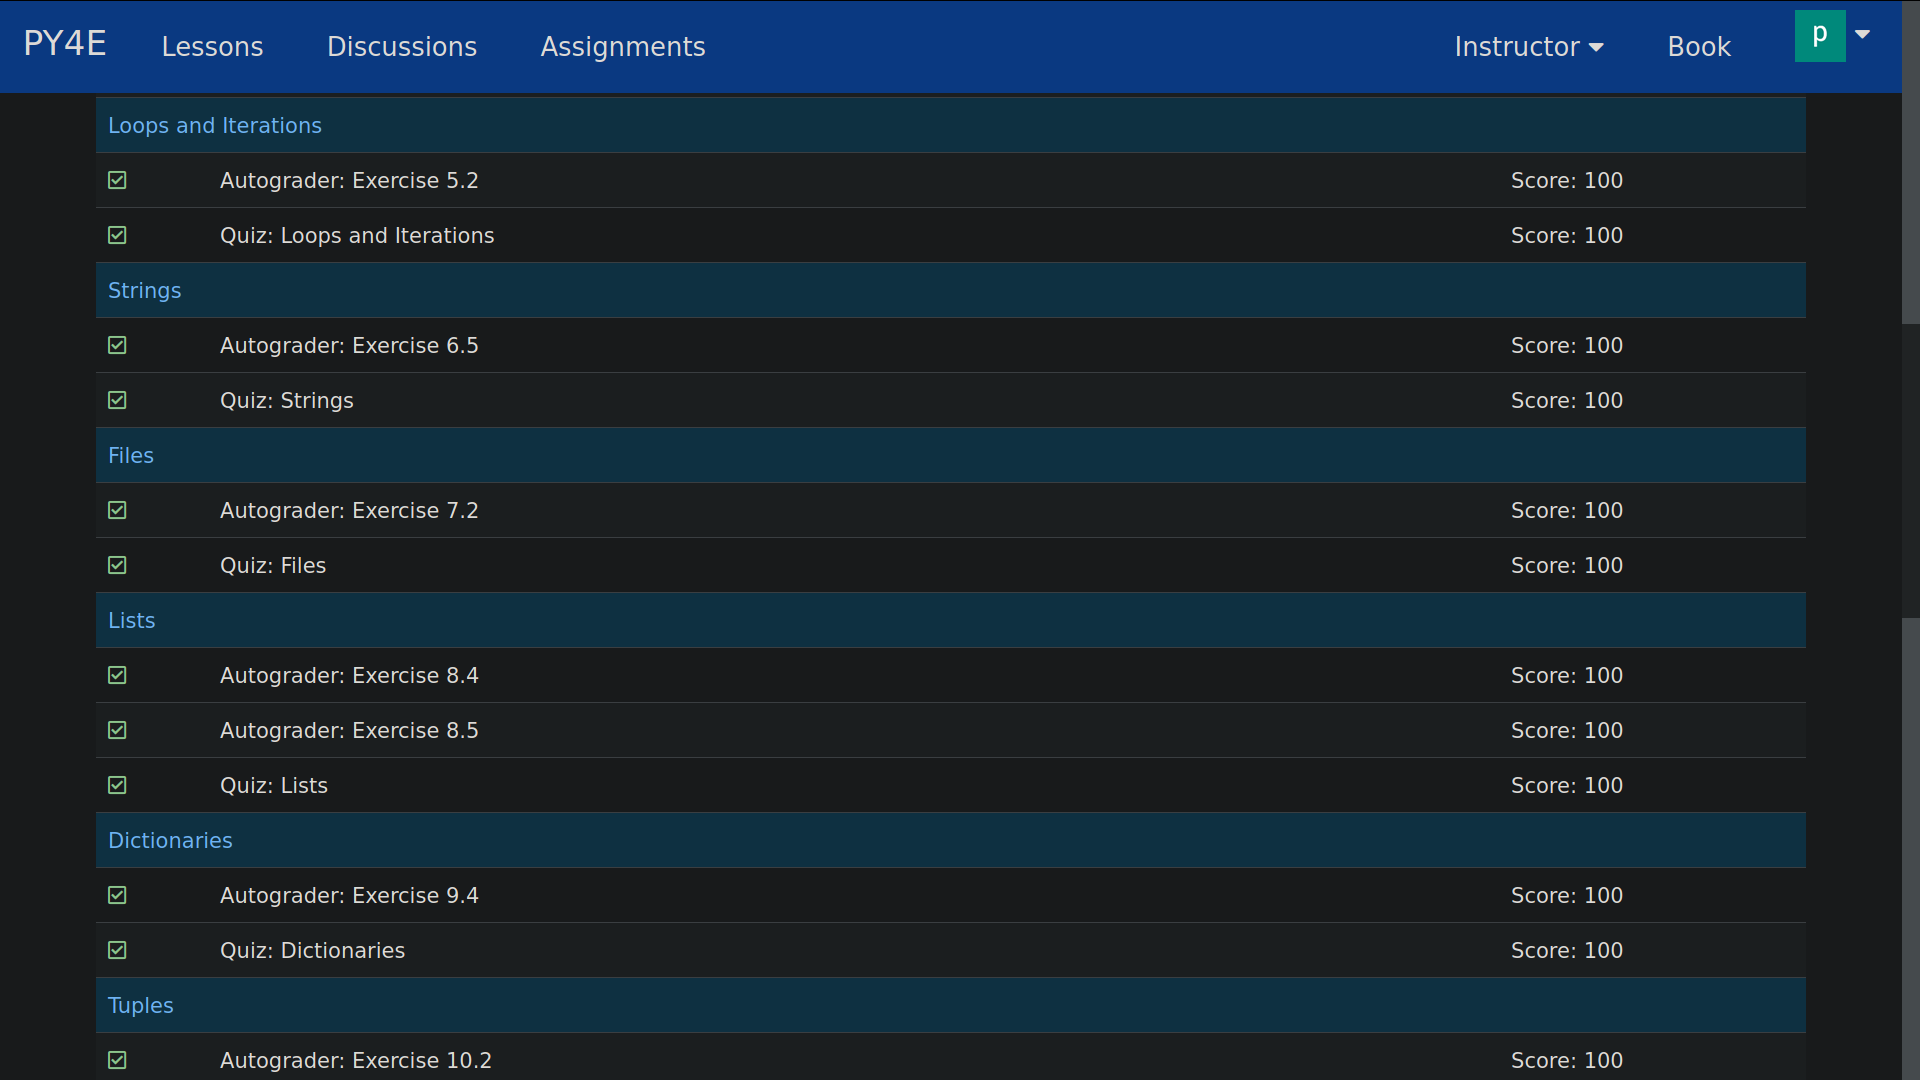 PY4E Lessons Discussions Assignments Instructor Book p
Loops and Iterations
Autograder: Exercise 5.2 Score: 100
Quiz: Loops and Iterations Score: 100
Strings
Autograder: Exercise 6.5 Score: 100
Quiz: Strings Score: 100
Files
Autograder: Exercise 7.2 Score: 100
Quiz: Files Score: 100
Lists
Autograder: Exercise 8.4 Score: 100
Autograder: Exercise 8.5 Score: 100
Quiz: Lists Score: 100
Dictionaries
Autograder: Exercise 9.4 Score: 100
Quiz: Dictionaries Score: 100
Tuples
Autograder: Exercise 10.2 Score: 100